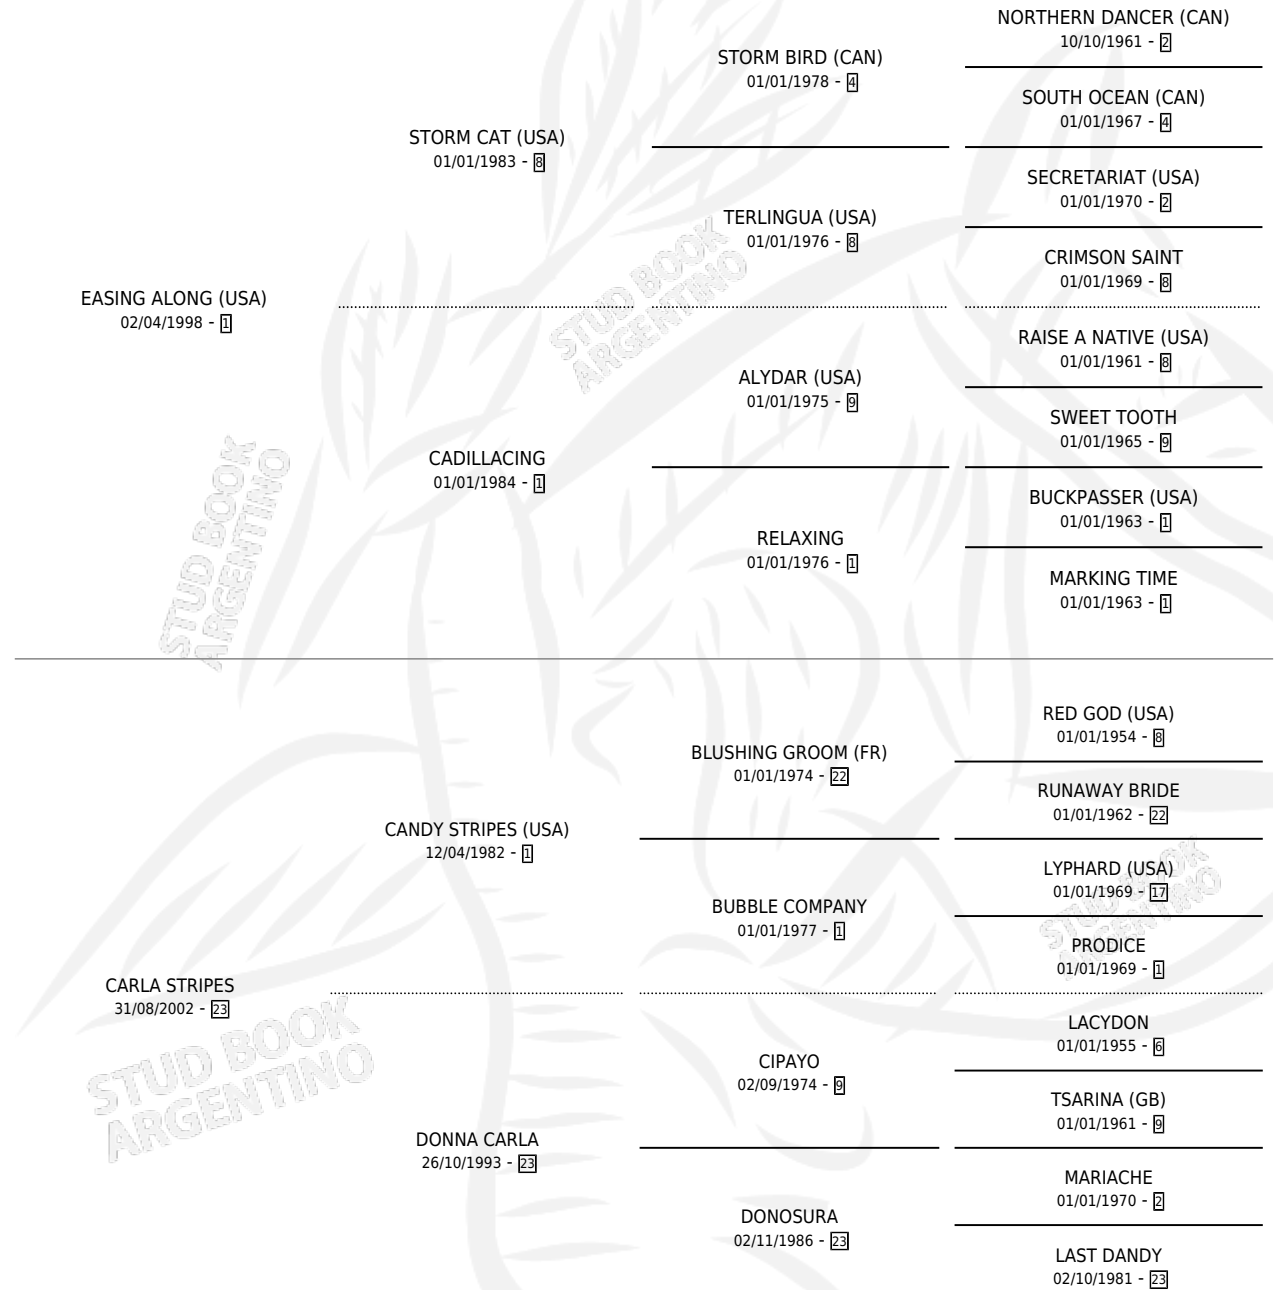 NORTHERN DANCER (CAN)
10/10/1961 - 2
STORM BIRD (CAN)
01/01/1978 - 4
SOUTH OCEAN (CAN)
01/01/1967 - 4
STORM CAT (USA)
01/01/1983 - 8
SECRETARIAT (USA)
01/01/1970 - 2
TERLINGUA (USA)
01/01/1976 - 8
CRIMSON SAINT
01/01/1969 - 8
EASING ALONG (USA)
02/04/1998 - 1
RAISE A NATIVE (USA)
01/01/1961 - 8
ALYDAR (USA)
01/01/1975 - 9
SWEET TOOTH
01/01/1965 - 9
CADILLACING
01/01/1984 - 1
BUCKPASSER (USA)
01/01/1963 - 1
RELAXING
01/01/1976 - 1
MARKING TIME
01/01/1963 - 1
STUD BOOK
ARGENTINO
STUD BOOK
ARGENTINO
RED GOD (USA)
01/01/1954 - 8
BLUSHING GROOM (FR)
01/01/1974 - 22
RUNAWAY BRIDE
01/01/1962 - 22
CANDY STRIPES (USA)
12/04/1982 - 1
LYPHARD (USA)
01/01/1969 - 17
BUBBLE COMPANY
01/01/1977 - 1
PRODICE
01/01/1969 - 1
STUD BOOK
ARGENTINO
CARLA STRIPES
31/08/2002 - 23
LACYDON
01/01/1955 - 6
CIPAYO
02/09/1974 - 9
TSARINA (GB)
01/01/1961 - 9
DONNA CARLA
26/10/1993 - 23
MARIACHE
01/01/1970 - 2
DONOSURA
02/11/1986 - 23
LAST DANDY
02/10/1981 - 23
STUD BOOK
ARGENTINO